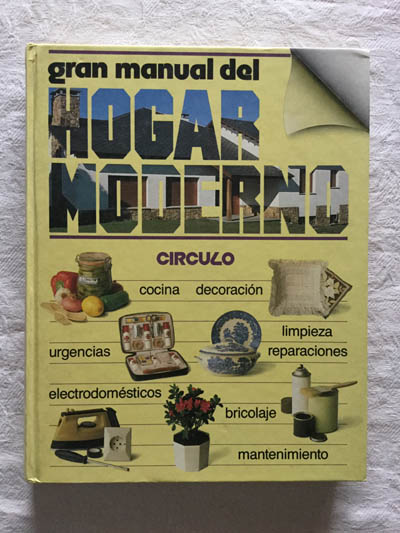 gran manual del
HOGAR
MODERNO
CIRCULO
cocina decoración
limpieza
urgencias reparaciones
electrodomésticos
bricolaje
mantenimiento